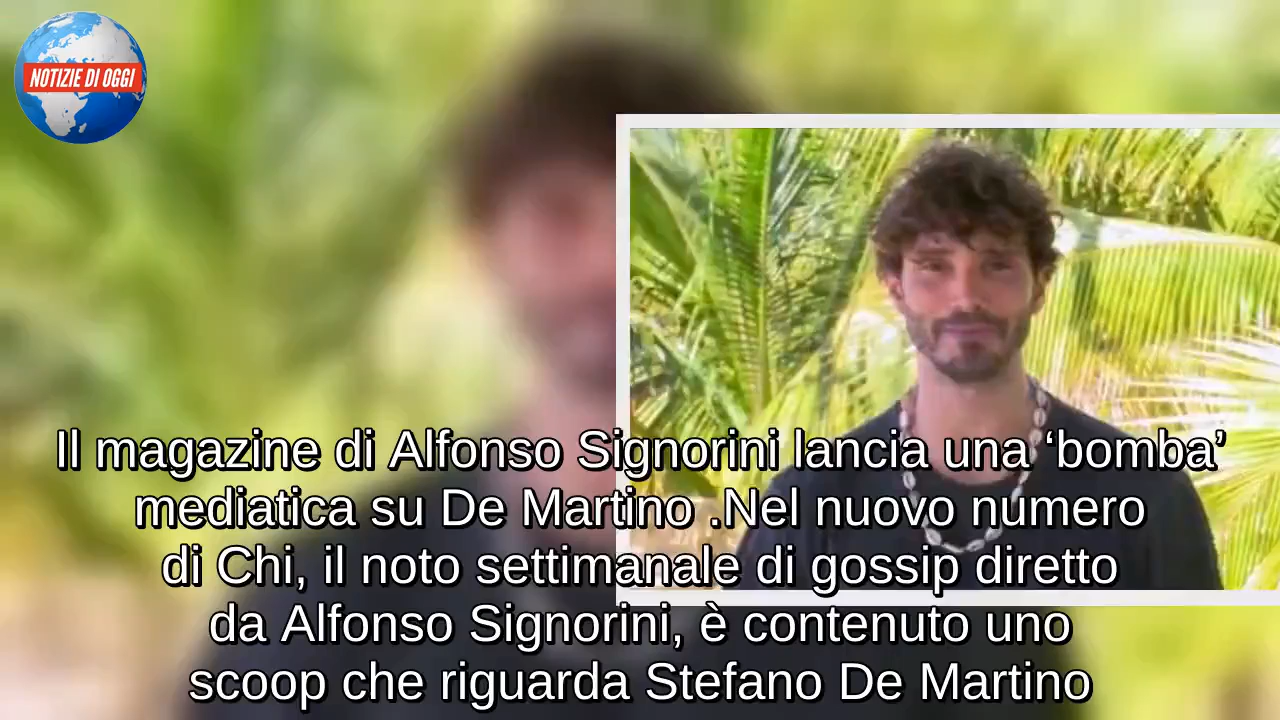 NOTIZIE DI OGGI
Il magazine di Alfonso Signorini lancia una ‘bomba’
mediatica su De Martino .Nel nuovo numero
di Chi, il noto settimanale di gossip diretto
da Alfonso Signorini, è contenuto uno
scoop che riguarda Stefano De Martino